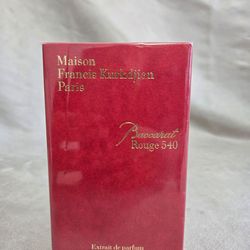 Maison
Francis Kurkdjian
Paris
Baccarat
Rouge 540
Extrait de parfum